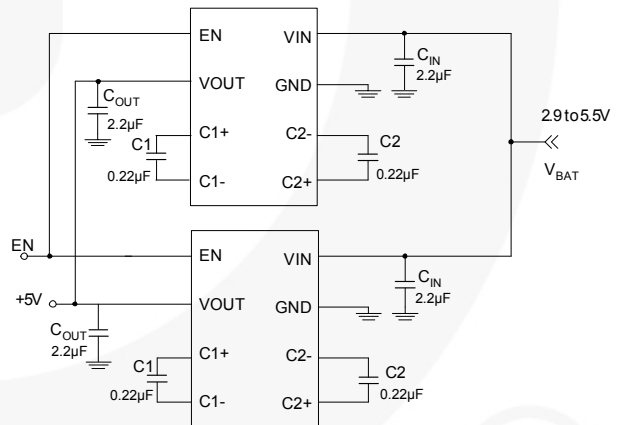 EN
VIN
C_IN
2.2µF
VOUT
GND
C_OUT
2.2µF
C1+
C2-
C1
0.22µF
C2
0.22µF
C1-
C2+
2.9 to 5.5V
V_BAT
EN
EN
VIN
C_IN
2.2µF
+5V
VOUT
GND
C_OUT
2.2µF
C1+
C2-
C1
0.22µF
C2
0.22µF
C1-
C2+